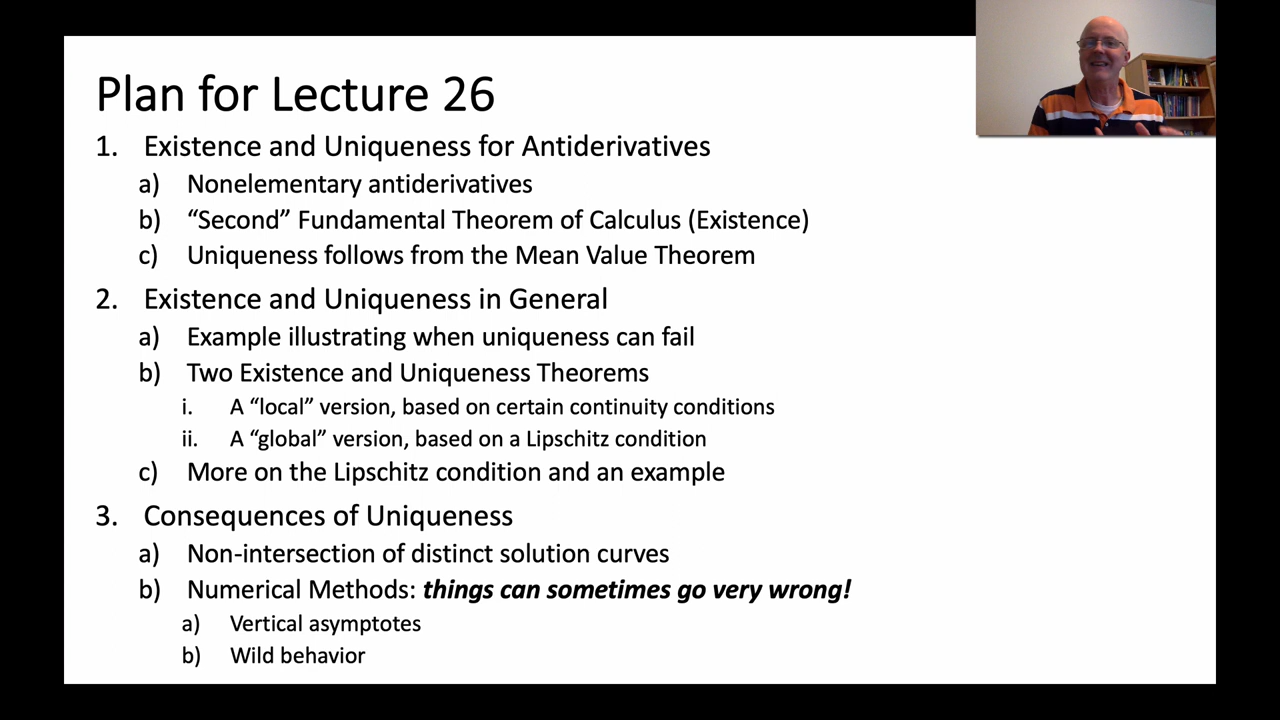 Plan for Lecture 26
1. Existence and Uniqueness for Antiderivatives
a) Nonelementary antiderivatives
b) “Second” Fundamental Theorem of Calculus (Existence)
c) Uniqueness follows from the Mean Value Theorem
2. Existence and Uniqueness in General
a) Example illustrating when uniqueness can fail
b) Two Existence and Uniqueness Theorems
i. A “local” version, based on certain continuity conditions
ii. A “global” version, based on a Lipschitz condition
c) More on the Lipschitz condition and an example
3. Consequences of Uniqueness
a) Non-intersection of distinct solution curves
b) Numerical Methods: things can sometimes go very wrong!
a) Vertical asymptotes
b) Wild behavior